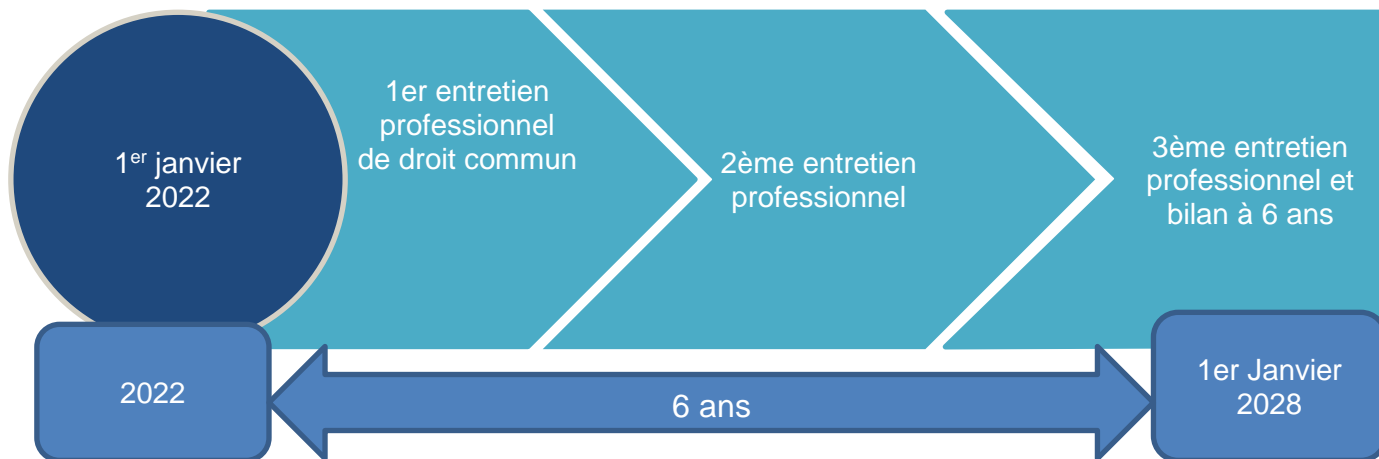 1er janvier
2022
1er entretien
professionnel
de droit commun
2ème entretien
professionnel
3ème entretien
professionnel et
bilan à 6 ans
2022
6 ans
1er Janvier
2028